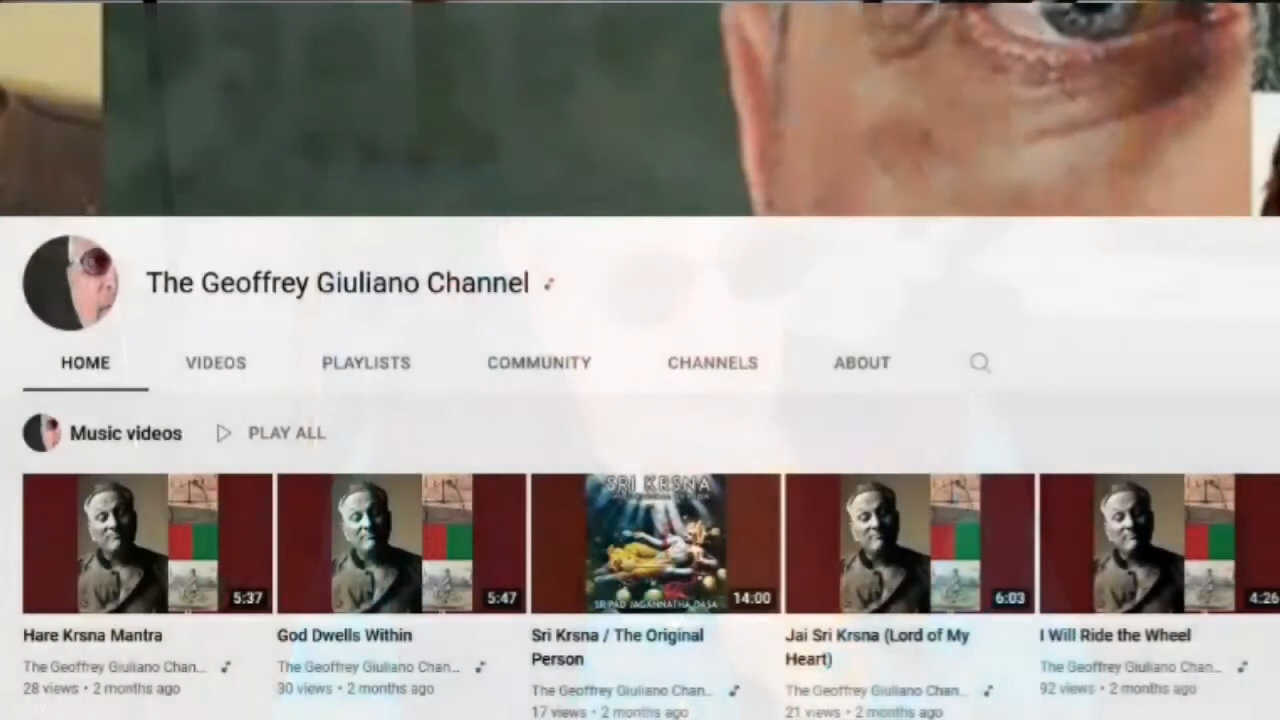 The Geoffrey Giuliano Channel
HOME VIDEOS PLAYLISTS COMMUNITY CHANNELS ABOUT
Music videos PLAY ALL
SRI KRSNA
SRI PAD JAGANNATHA DASA
5:37 5:47 14:00 6:03 4:26
Hare Krsna Mantra
The Geoffrey Giuliano Chan...
28 views • 2 months ago
God Dwells Within
The Geoffrey Giuliano Chan...
30 views • 2 months ago
Sri Krsna / The Original
Person
The Geoffrey Giuliano Chan...
17 views • 2 months ago
Jai Sri Krsna (Lord of My
Heart)
The Geoffrey Giuliano Chan...
21 views • 2 months ago
I Will Ride the Wheel
The Geoffrey Giuliano Chan...
92 views • 2 months ago